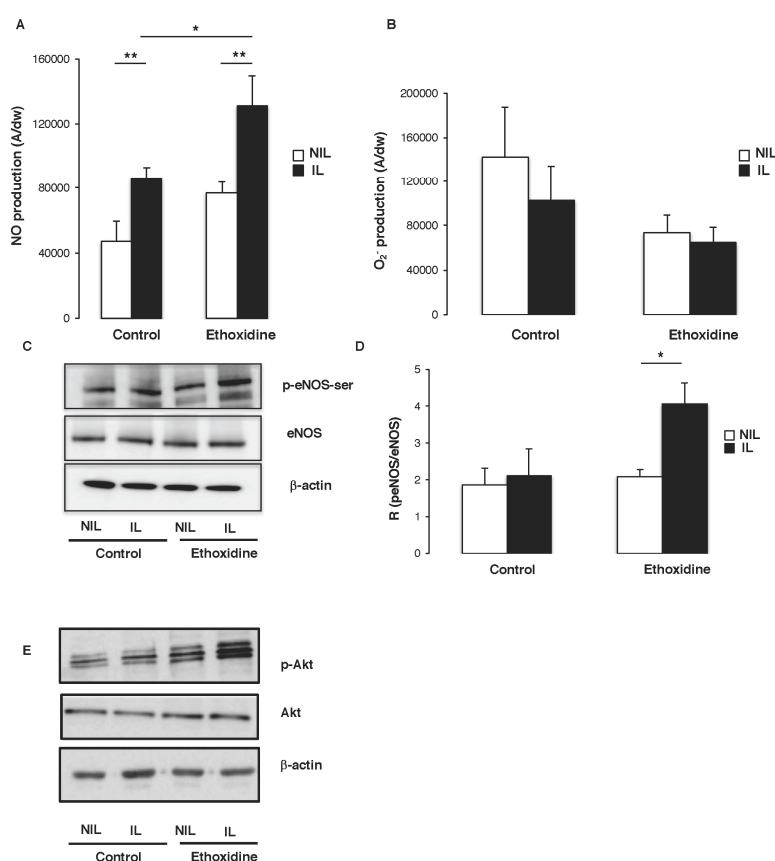 A
*
**
**
NO production (A/dw)
160000
120000
80000
40000
0
NIL
IL
Control
Ethoxidine
B
O2- production (A/dw)
200000
160000
120000
80000
40000
0
NIL
IL
Control
Ethoxidine
C
p-eNOS-ser
eNOS
β-actin
NIL IL NIL IL
Control Ethoxidine
D
*
R (peNOS/eNOS)
5
4
3
2
1
0
NIL
IL
Control
Ethoxidine
E
p-Akt
Akt
β-actin
NIL IL NIL IL
Control Ethoxidine